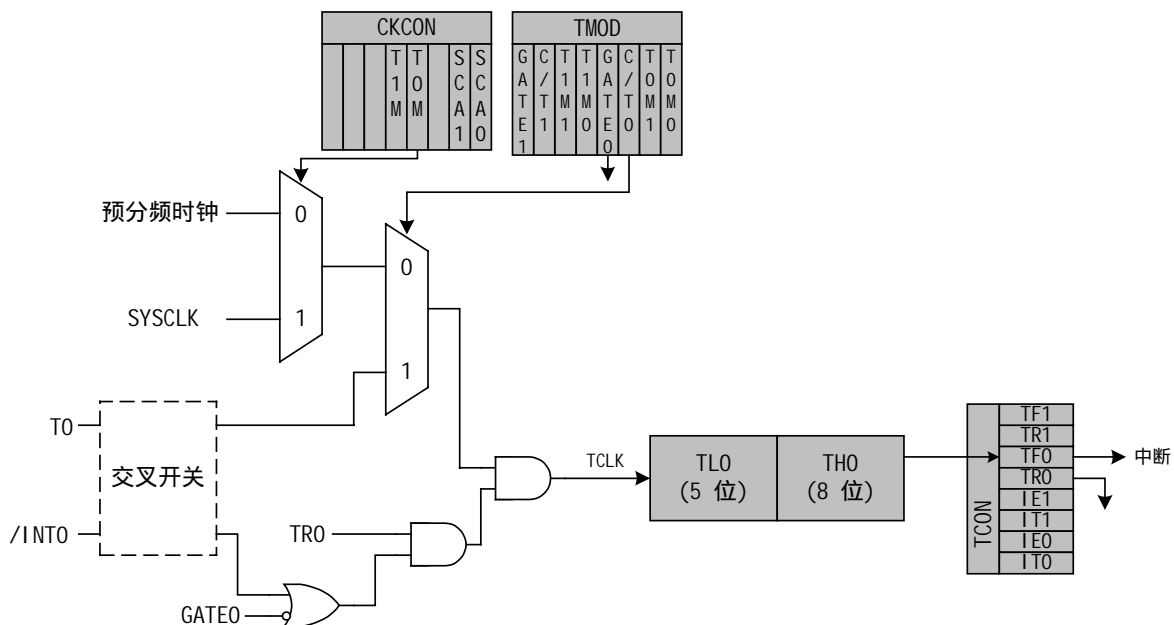 CKCON
T1M
T0M
SCA1
SCA0
TMOD
GATE1
C/T1
T1M1
T1M0
GATE0
C/T0
T0M1
T0M0
预分频时钟
0
SYSCLK
1
0
1
T0
交叉开关
/INT0
TR0
GATE0
TCLK
TL0
(5 位)
TH0
(8 位)
TCON
TF1
TR1
TF0
TR0
IE1
IT1
IE0
IT0
中断